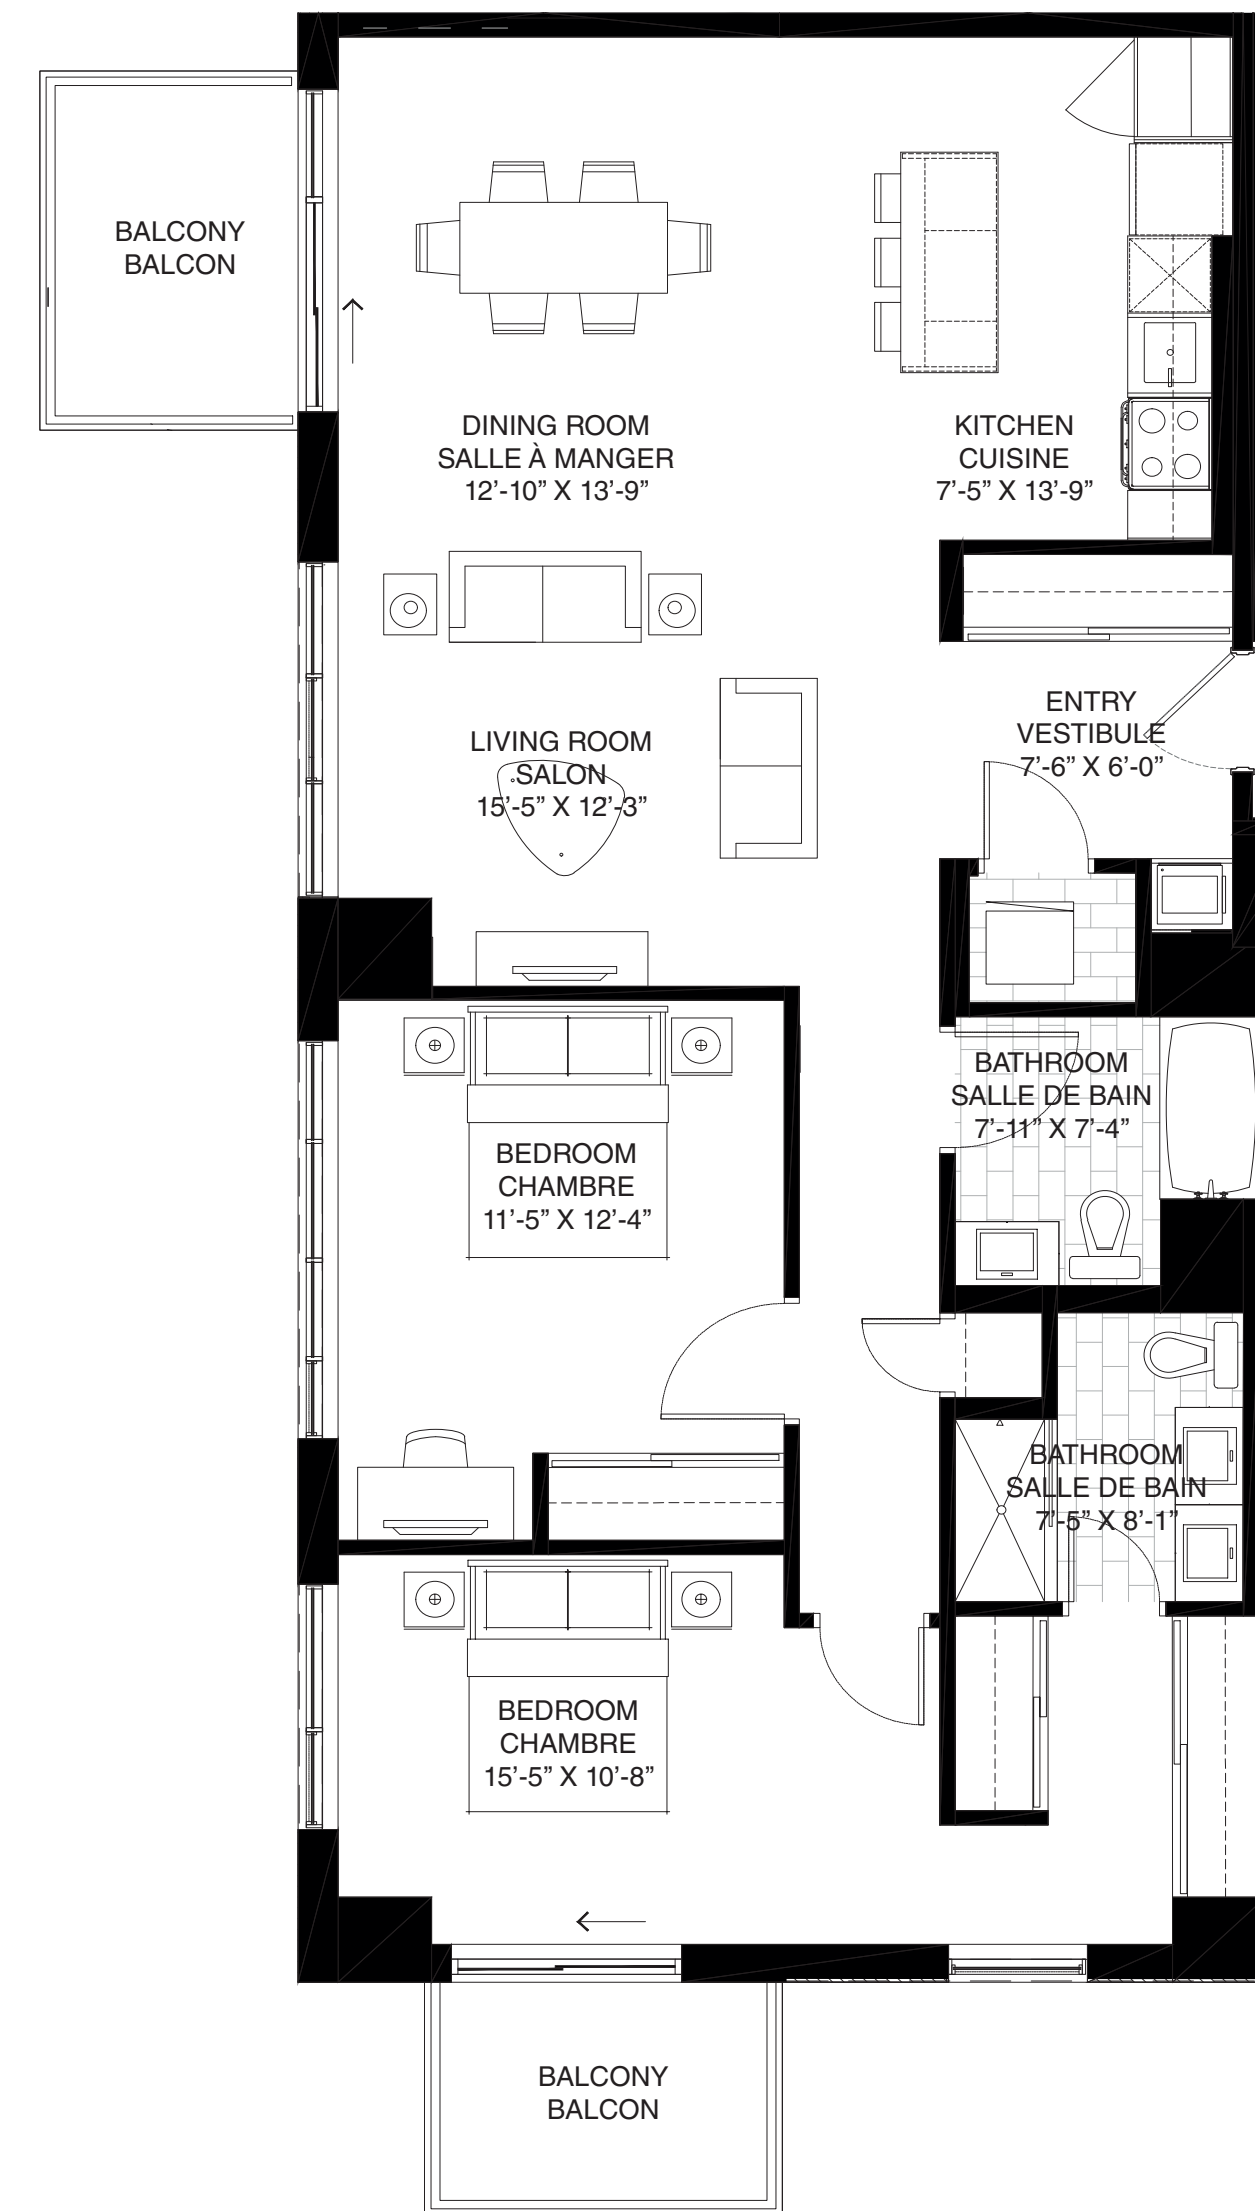 BALCONY
BALCON
DINING ROOM
SALLE À MANGER
12’-10” X 13’-9”
KITCHEN
CUISINE
7’-5” X 13’-9”
ENTRY
VESTIBULE
7’-6” X 6’-0”
LIVING ROOM
SALON
15’-5” X 12’-3”
BATHROOM
SALLE DE BAIN
7’-11” X 7’-4”
BEDROOM
CHAMBRE
11’-5” X 12’-4”
BATHROOM
SALLE DE BAIN
7’-5” X 8’-1”
BEDROOM
CHAMBRE
15’-5” X 10’-8”
BALCONY
BALCON